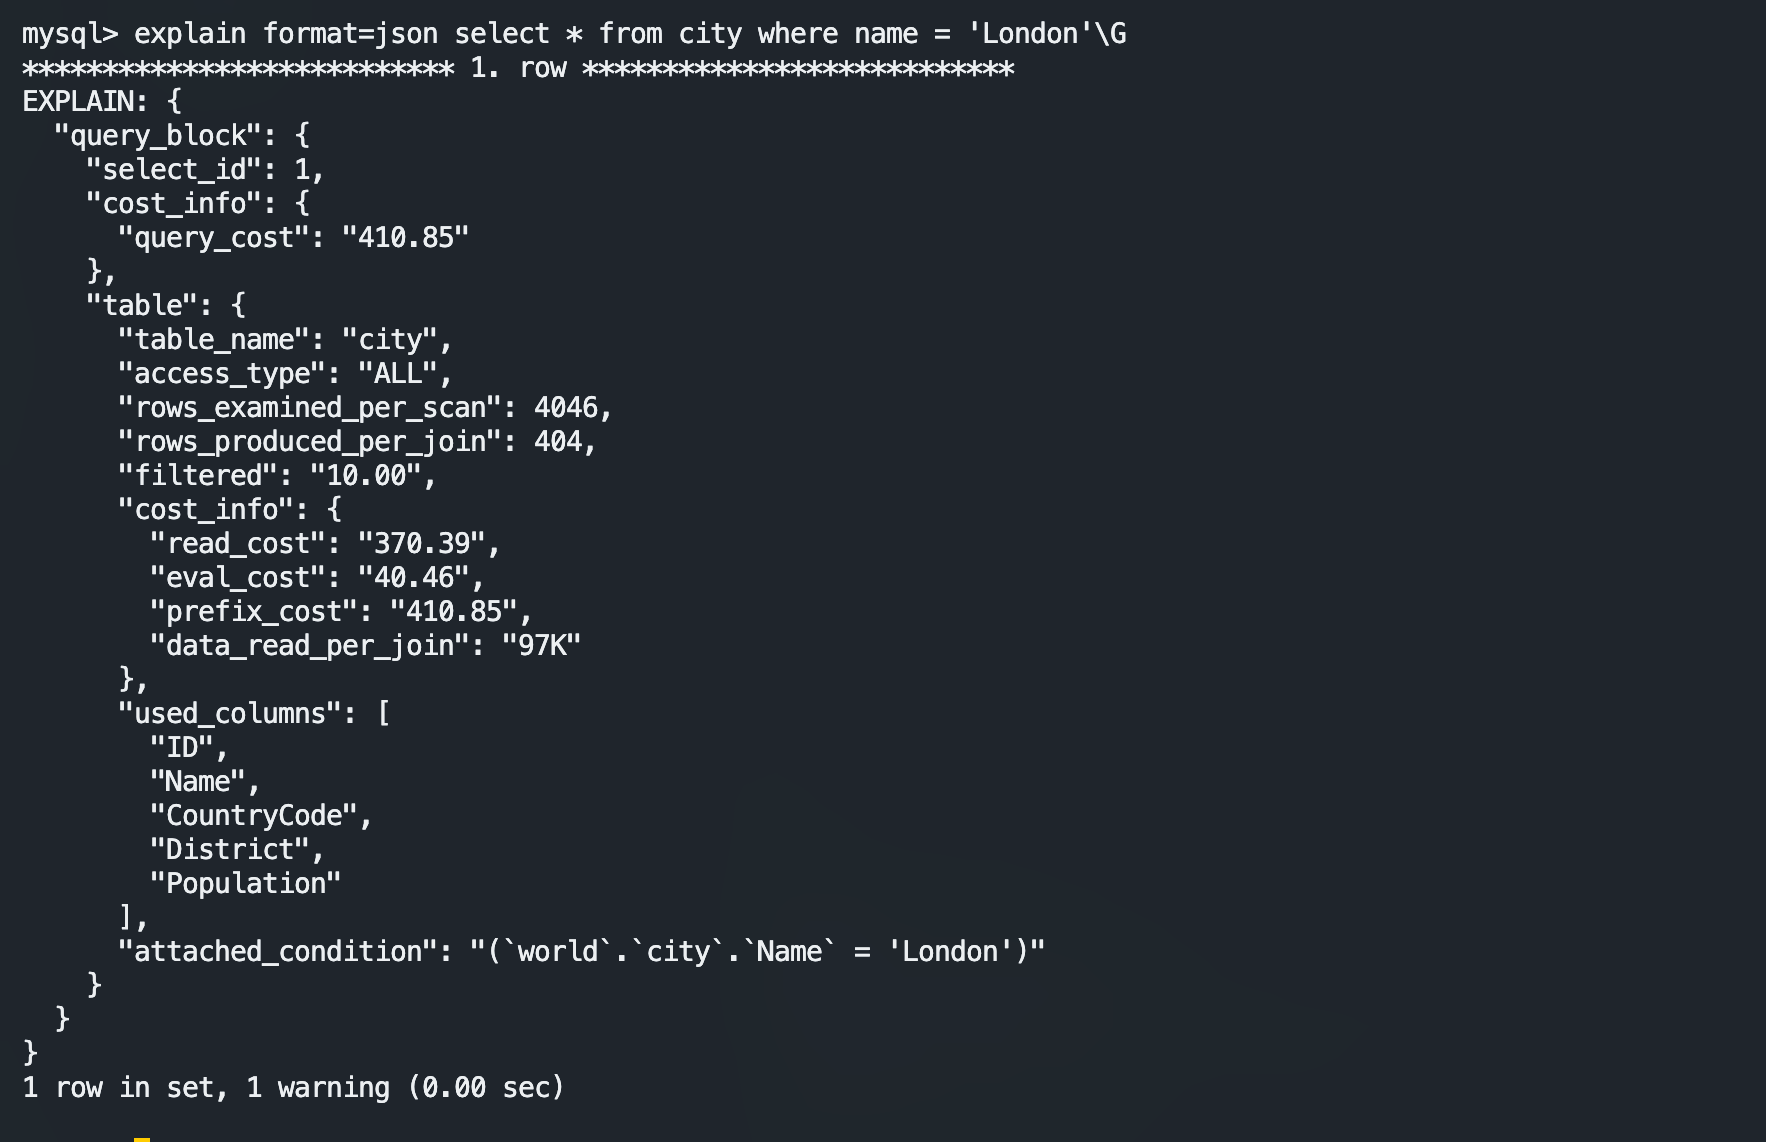 mysql> explain format=json select * from city where name = 'London'\G
*************************** 1. row ***************************
EXPLAIN: {
  "query_block": {
    "select_id": 1,
    "cost_info": {
      "query_cost": "410.85"
    },
    "table": {
      "table_name": "city",
      "access_type": "ALL",
      "rows_examined_per_scan": 4046,
      "rows_produced_per_join": 404,
      "filtered": "10.00",
      "cost_info": {
        "read_cost": "370.39",
        "eval_cost": "40.46",
        "prefix_cost": "410.85",
        "data_read_per_join": "97K"
      },
      "used_columns": [
        "ID",
        "Name",
        "CountryCode",
        "District",
        "Population"
      ],
      "attached_condition": "(`world`.`city`.`Name` = 'London')"
    }
  }
}
1 row in set, 1 warning (0.00 sec)